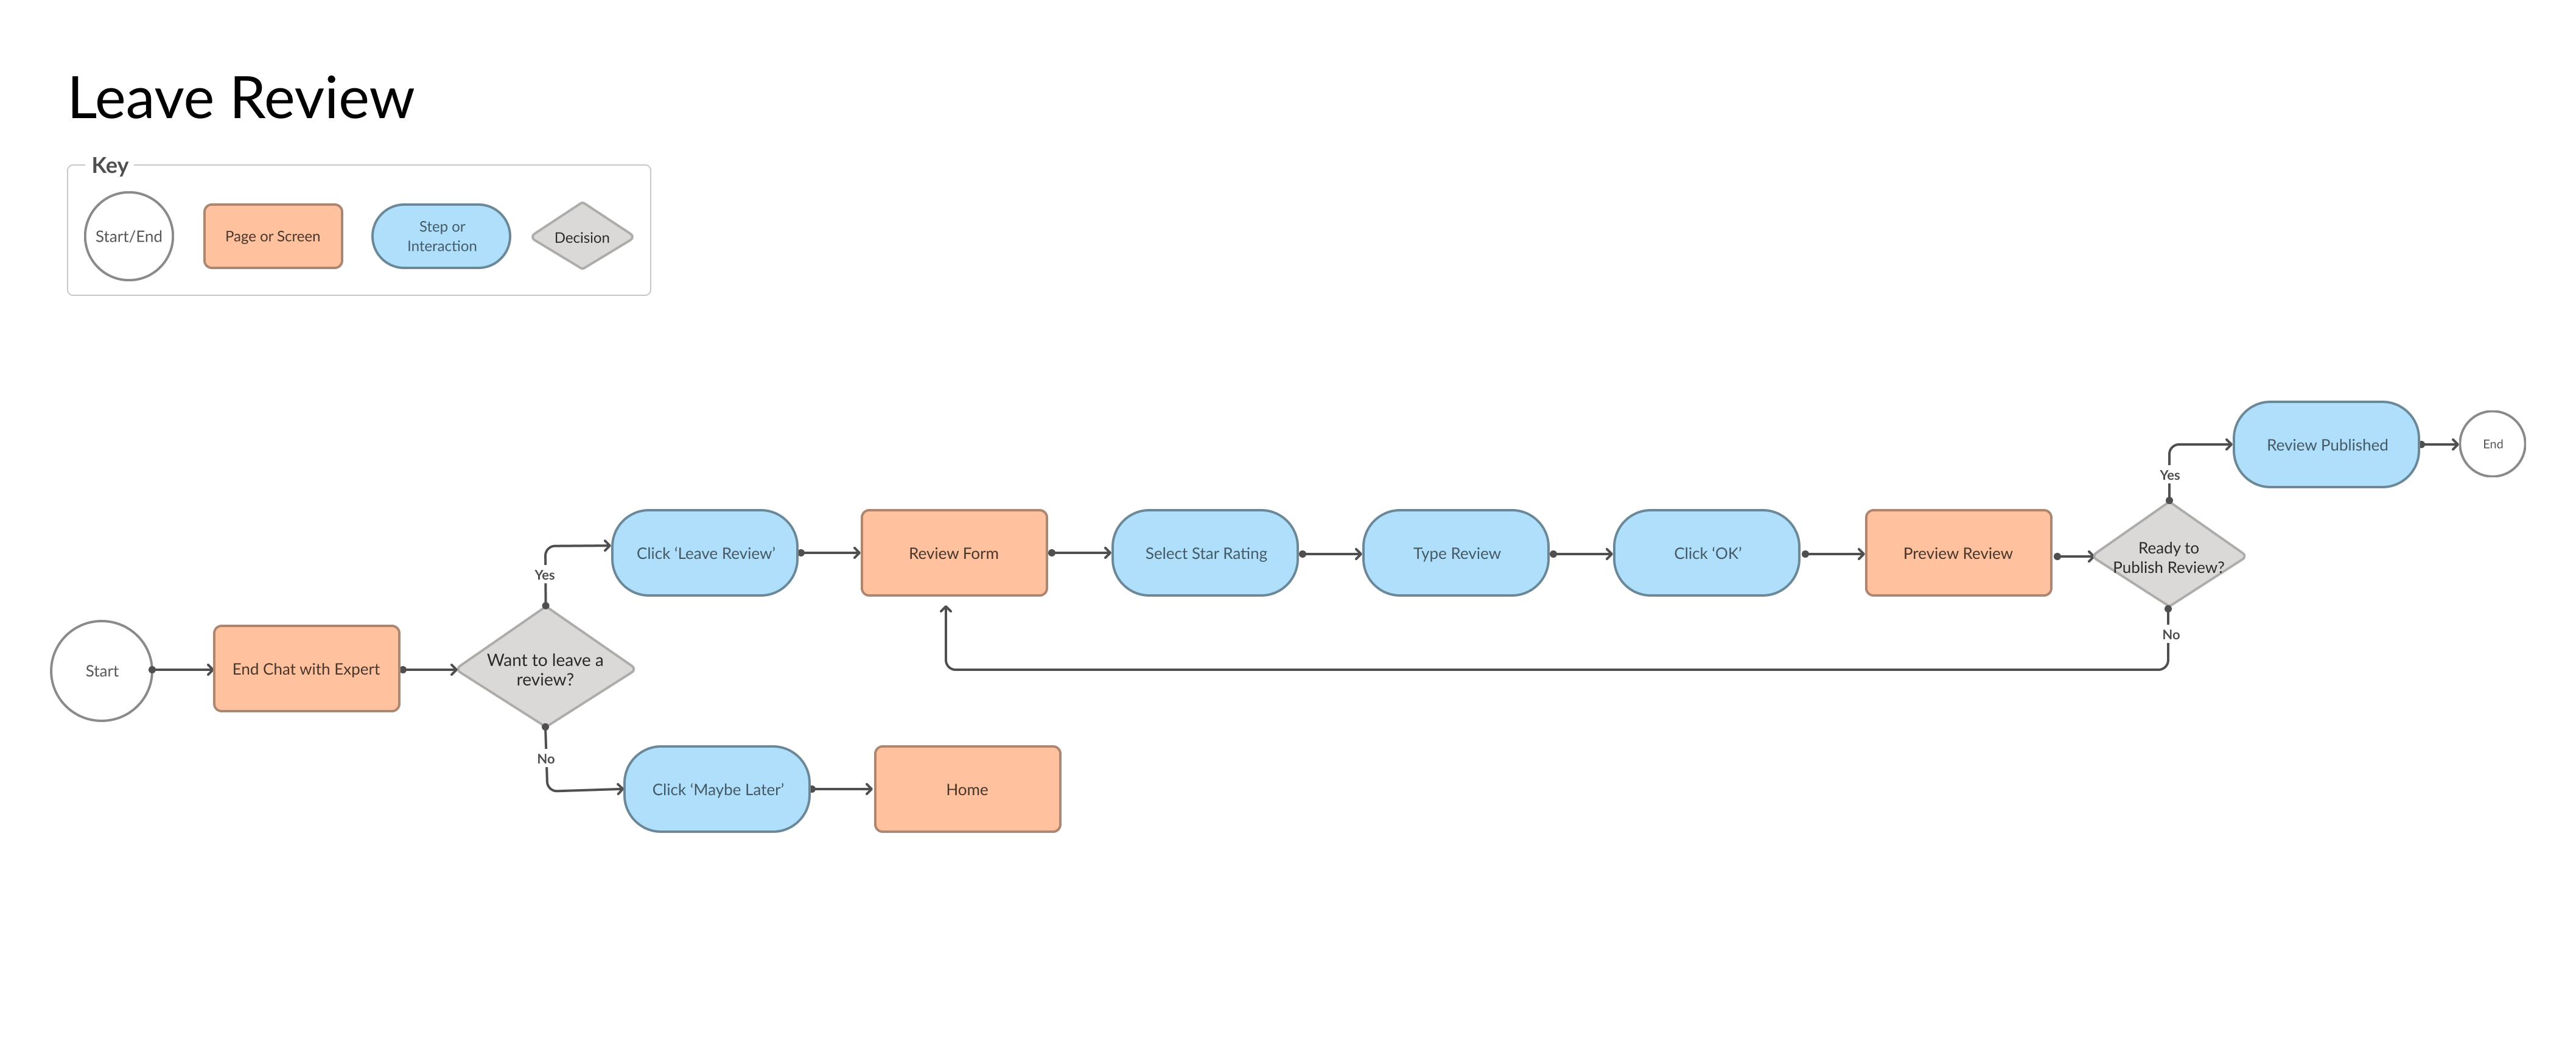 Leave Review
Key
Start/End
Page or Screen
Step or
Interaction
Decision
Start
End Chat with Expert
Want to leave a
review?
Yes
Click ‘Leave Review’
Review Form
Select Star Rating
Type Review
Click ‘OK’
Preview Review
Ready to
Publish Review?
Yes
Review Published
End
No
No
Click ‘Maybe Later’
Home